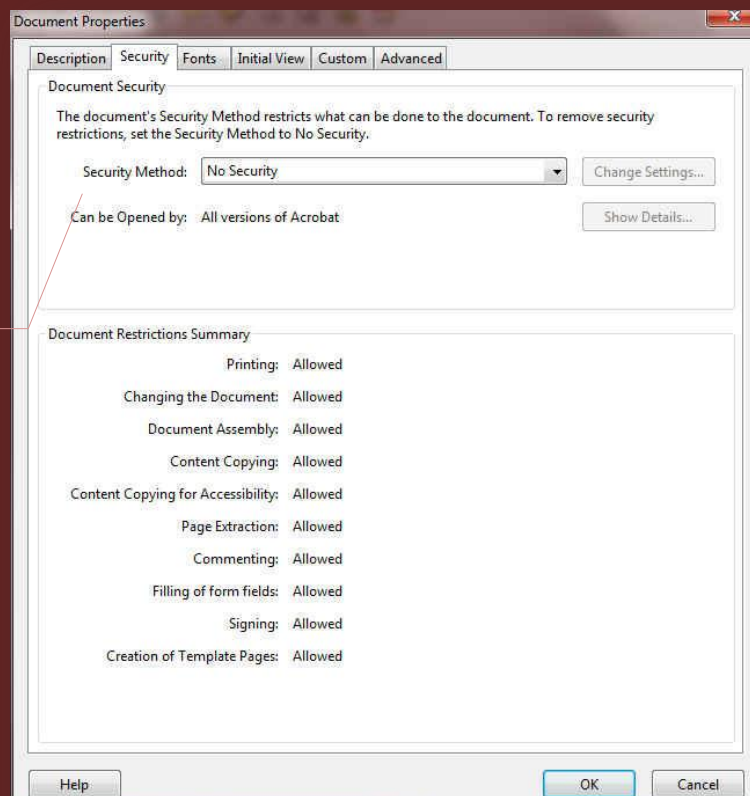 Document Properties
Description Security Fonts Initial View Custom Advanced
Document Security
The document's Security Method restricts what can be done to the document. To remove security
restrictions, set the Security Method to No Security.
Security Method: No Security Change Settings...
Can be Opened by: All versions of Acrobat Show Details...
Document Restrictions Summary
Printing: Allowed
Changing the Document: Allowed
Document Assembly: Allowed
Content Copying: Allowed
Content Copying for Accessibility: Allowed
Page Extraction: Allowed
Commenting: Allowed
Filling of form fields: Allowed
Signing: Allowed
Creation of Template Pages: Allowed
Help OK Cancel